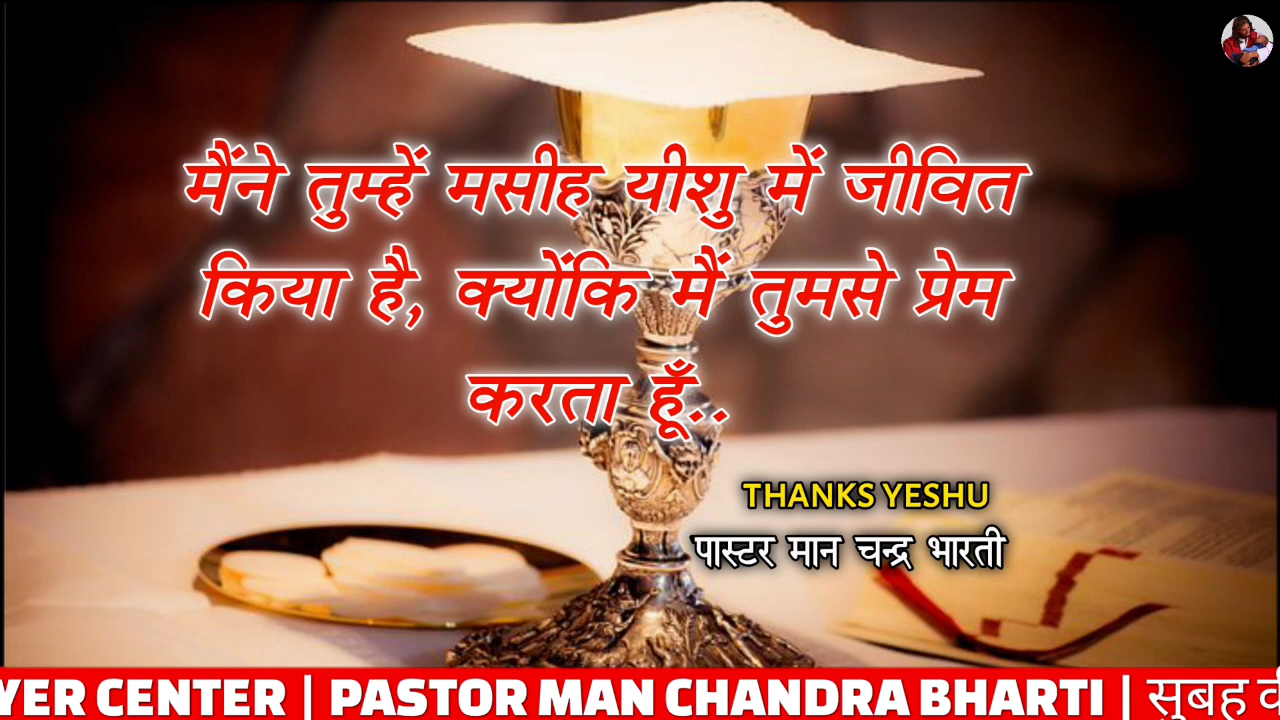 मैंने तुम्हें मसीह यीशु में जीवित
किया है, क्योंकि मैं तुमसे प्रेम
करता हूँ..
THANKS YESHU
पास्टर मान चन्द्र भारती
YER CENTER | PASTOR MAN CHANDRA BHARTI | सुबह